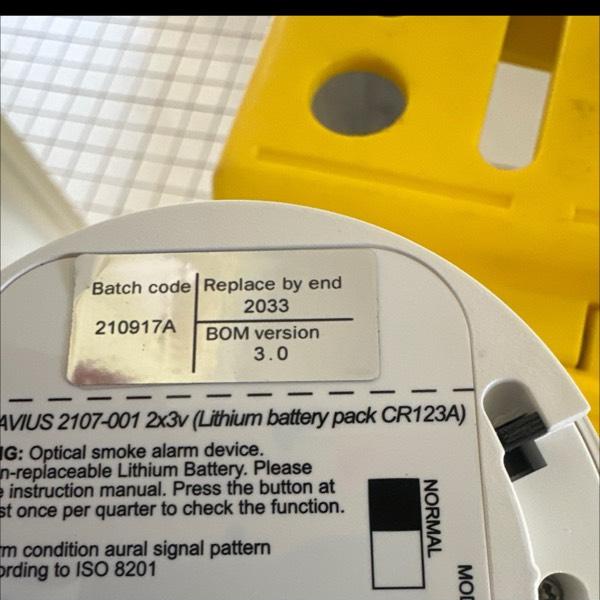 Batch code
210917A
Replace by end
2033
BOM version
3.0
2107-001 2x3v (Lithium battery pack CR123A)
Optical smoke alarm device.
Lithium Battery. Please
instruction manual. Press the button at
once per quarter to check the function.
condition aural signal pattern
to ISO 8201
NORMAL